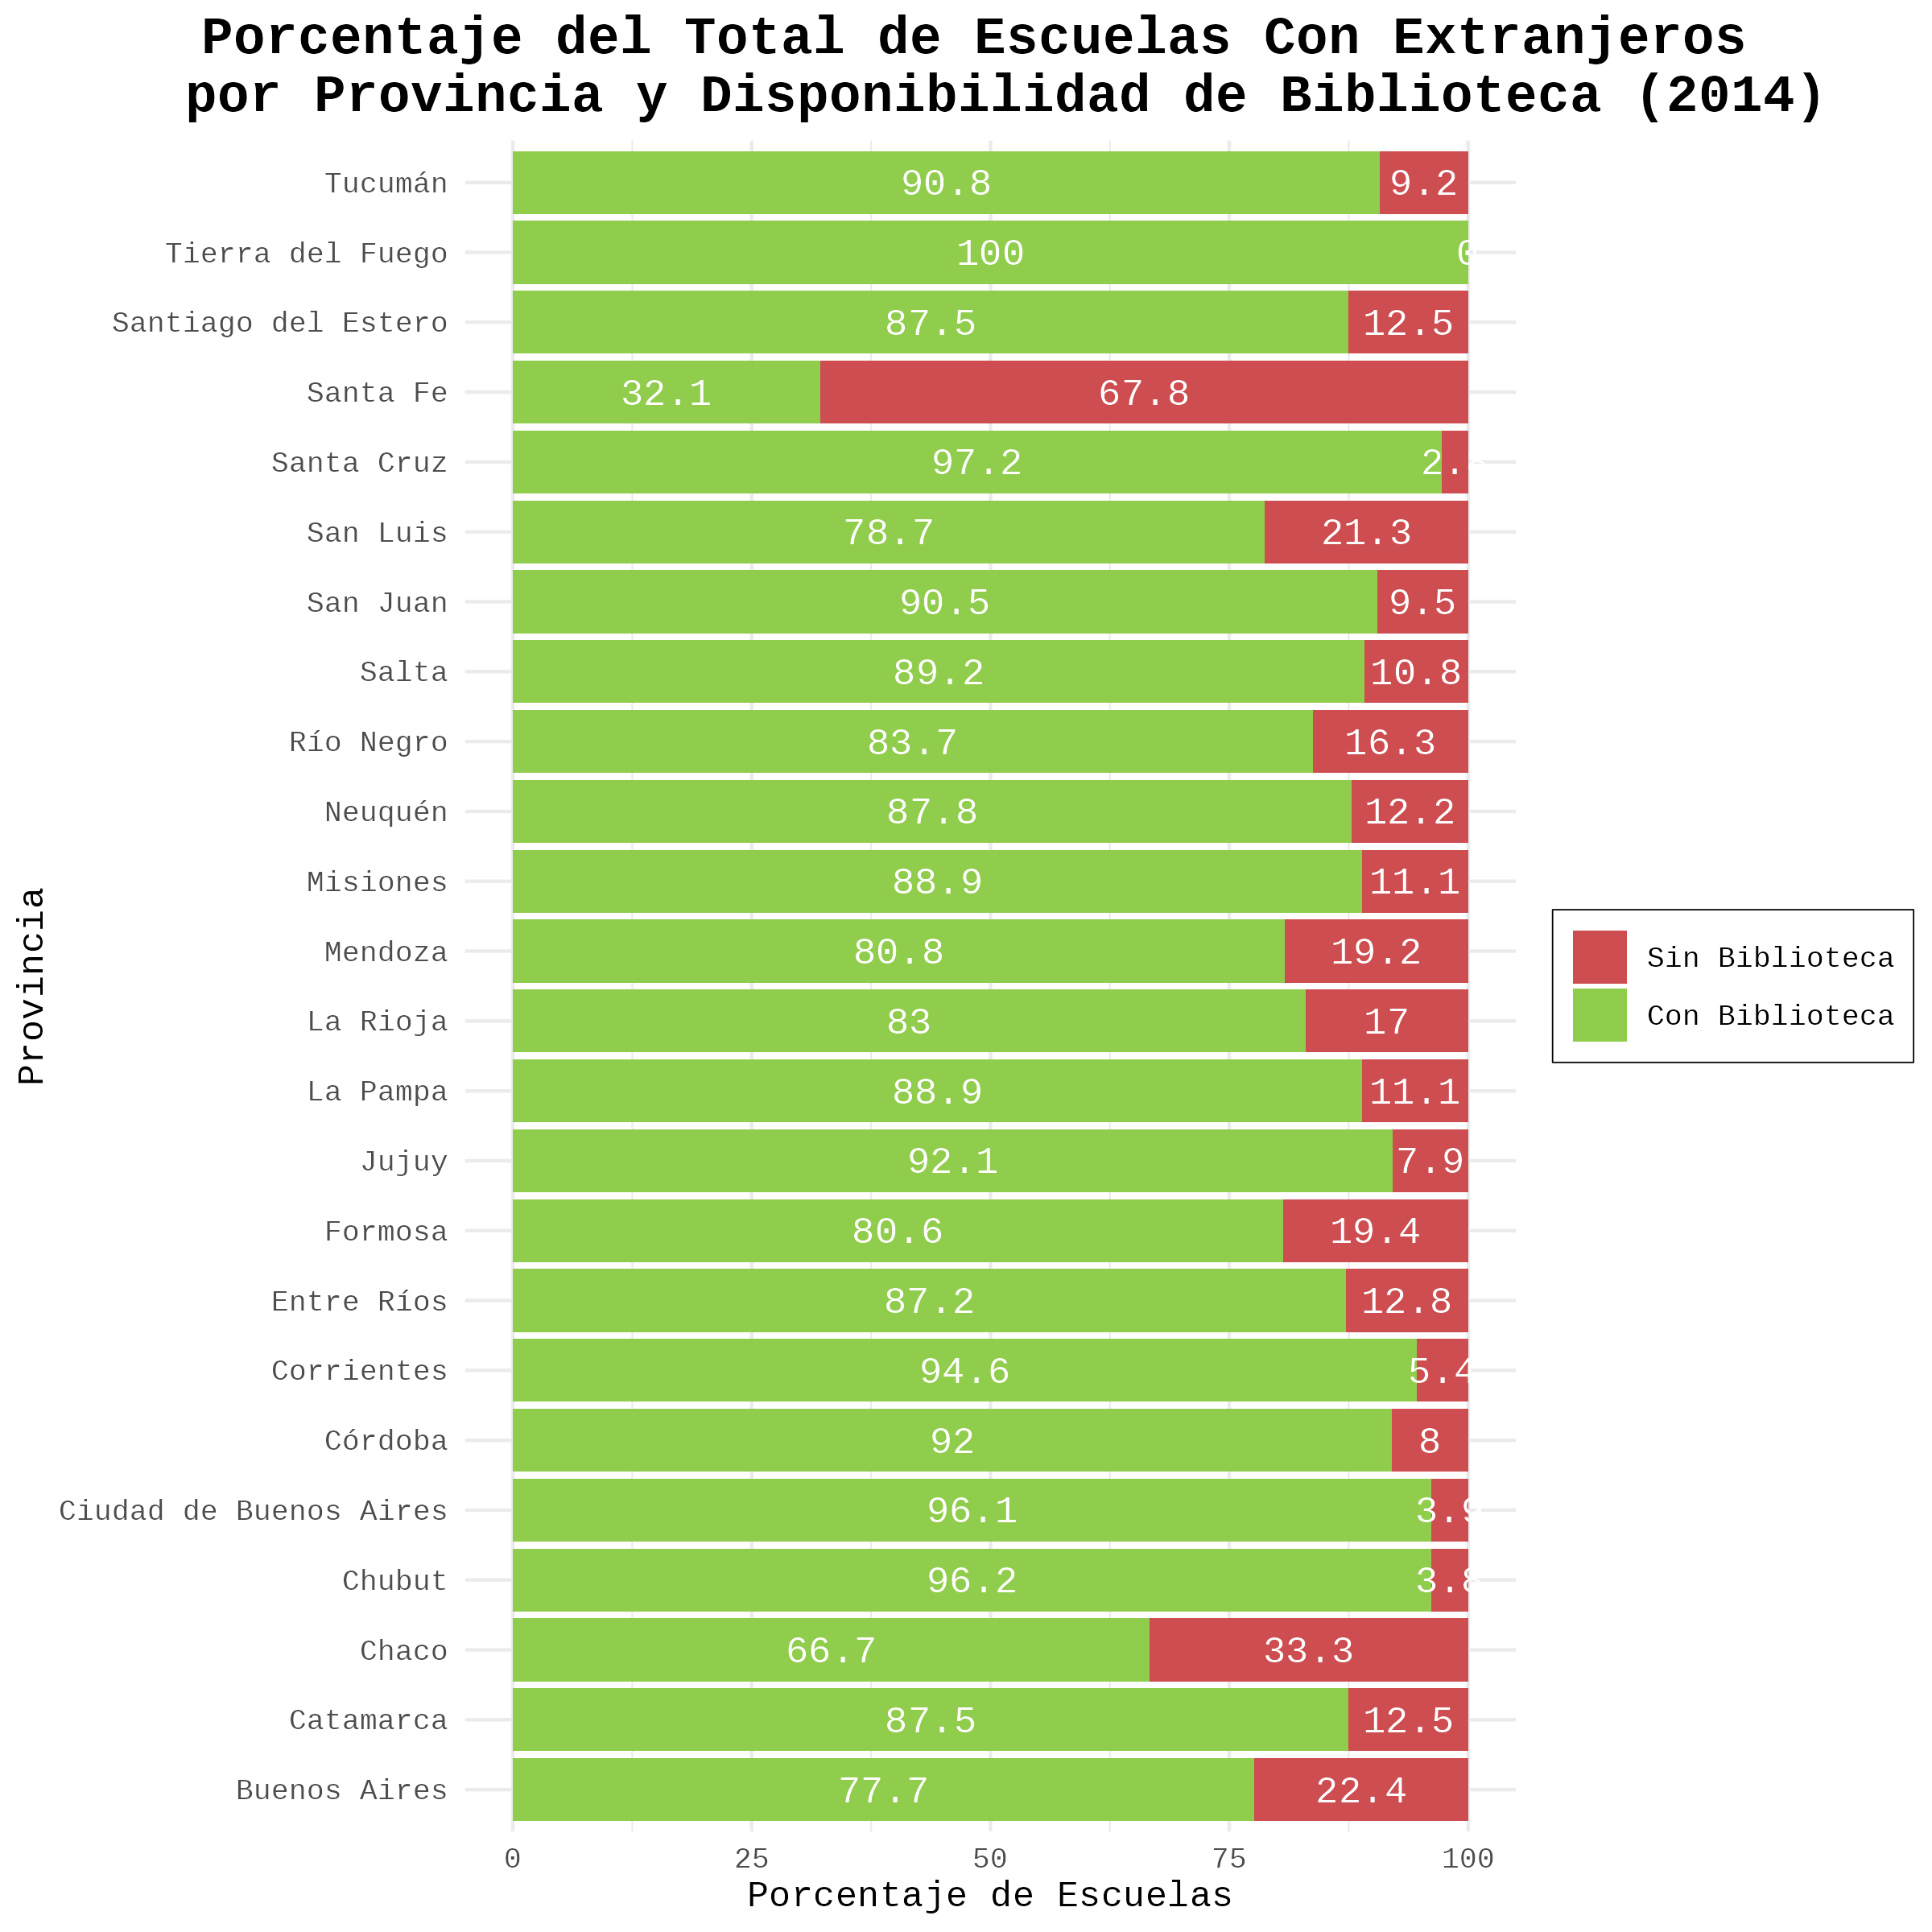 Porcentaje del Total de Escuelas Con Extranjeros
por Provincia y Disponibilidad de Biblioteca (2014)
Tucumán 90.8 9.2
Tierra del Fuego 100 0
Santiago del Estero 87.5 12.5
Santa Fe 32.1 67.8
Santa Cruz 97.2
San Luis 78.7 21.3
San Juan 90.5 9.5
Salta 89.2 10.8
Río Negro 83.7 16.3
Neuquén 87.8 12.2
Misiones 88.9 11.1
Mendoza 80.8 19.2
La Rioja 83 17
La Pampa 88.9 11.1
Jujuy 92.1 7.9
Formosa 80.6 19.4
Entre Ríos 87.2 12.8
Corrientes 94.6 5.4
Córdoba 92 8
Ciudad de Buenos Aires 96.1 3.9
Chubut 96.2 3.8
Chaco 66.7 33.3
Catamarca 87.5 12.5
Buenos Aires 77.7 22.4
0 25 50 75 100
Porcentaje de Escuelas
Provincia
Sin Biblioteca
Con Biblioteca